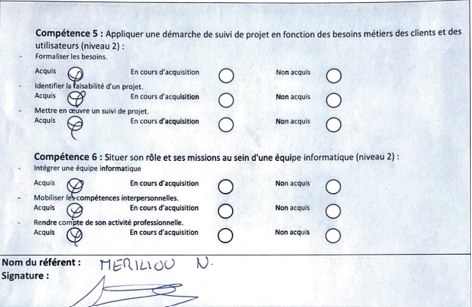 Compétence 5 : Appliquer une démarche de suivi de projet en fonction des besoins métiers des clients et des
utilisateurs (niveau 2) :
- Formaliser les besoins.
Acquis En cours d'acquisition Non acquis
- Identifier la faisabilité d'un projet.
Acquis En cours d'acquisition Non acquis
- Mettre en œuvre un suivi de projet.
Acquis En cours d'acquisition Non acquis
Compétence 6 : Situer son rôle et ses missions au sein d'une équipe informatique (niveau 2) :
- Intégrer une équipe informatique
Acquis En cours d'acquisition Non acquis
- Mobiliser les compétences interpersonnelles.
Acquis En cours d'acquisition Non acquis
- Rendre compte de son activité professionnelle.
Acquis En cours d'acquisition Non acquis
Nom du référent : MERILIOU N.
Signature :